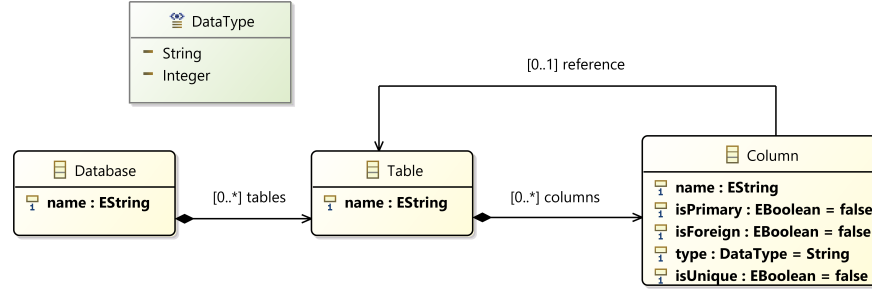 DataType
String
Integer
[0..1] reference
Database
name : EString
[0..*] tables
Table
name : EString
[0..*] columns
Column
name : EString
isPrimary : EBoolean = false
isForeign : EBoolean = false
type : DataType = String
isUnique : EBoolean = false